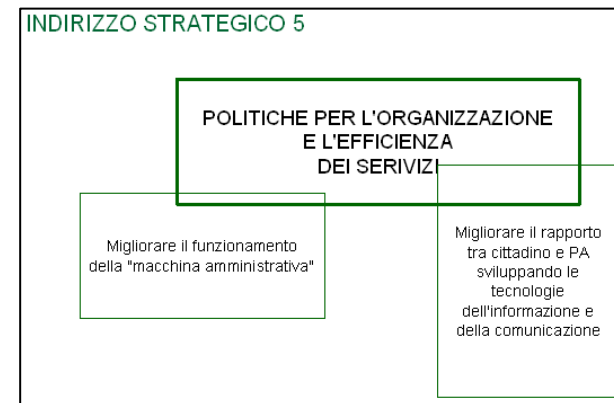 INDIRIZZO STRATEGICO 5
POLITICHE PER L'ORGANIZZAZIONE
E L'EFFICIENZA
DEI SERIVIZI
Migliorare il funzionamento
della "macchina amministrativa"
Migliorare il rapporto
tra cittadino e PA
sviluppando le
tecnologie
dell'informazione e
della comunicazione